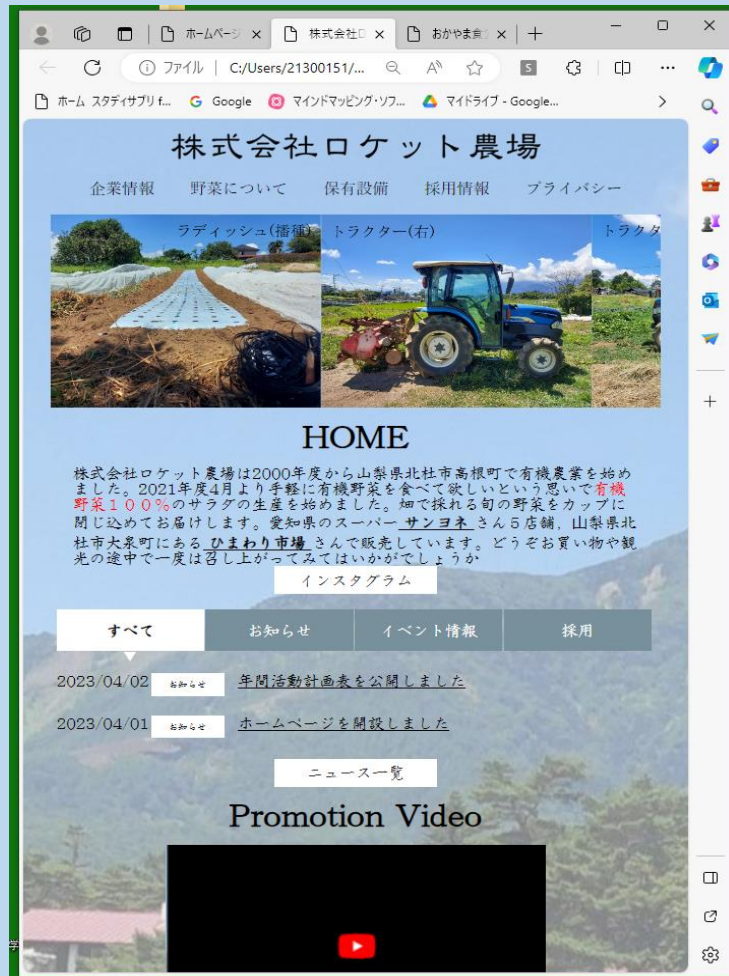 ホームページ
株式会社ロ
おかやま食
ファイル
C:/Users/21300151/...
ホーム スタディサプリ f...
Google
マインドマッピング・ソフ...
マイドライブ - Google...
株式会社ロケット農場
企業情報 野菜について 保有設備 採用情報 プライバシー
ラディッシュ(播種)
トラクター(右)
トラクタ
HOME
株式会社ロケット農場は2000年度から山梨県北杜市高根町で有機農業を始め
ました。2021年度4月より手軽に有機野菜を食べて欲しいという思いで有機
野菜１００％のサラダの生産を始めました。畑で採れる旬の野菜をカップに
閉じ込めてお届けします。愛知県のスーパー サンヨネ さん５店舗、山梨県北
杜市大泉町にある ひまわり市場 さんで販売しています。どうぞお買い物や観
光の途中で一度は召し上がってみてはいかがでしょうか
インスタグラム
すべて お知らせ イベント情報 採用
2023/04/02 お知らせ 年間活動計画表を公開しました
2023/04/01 お知らせ ホームページを開設しました
ニュース一覧
Promotion Video